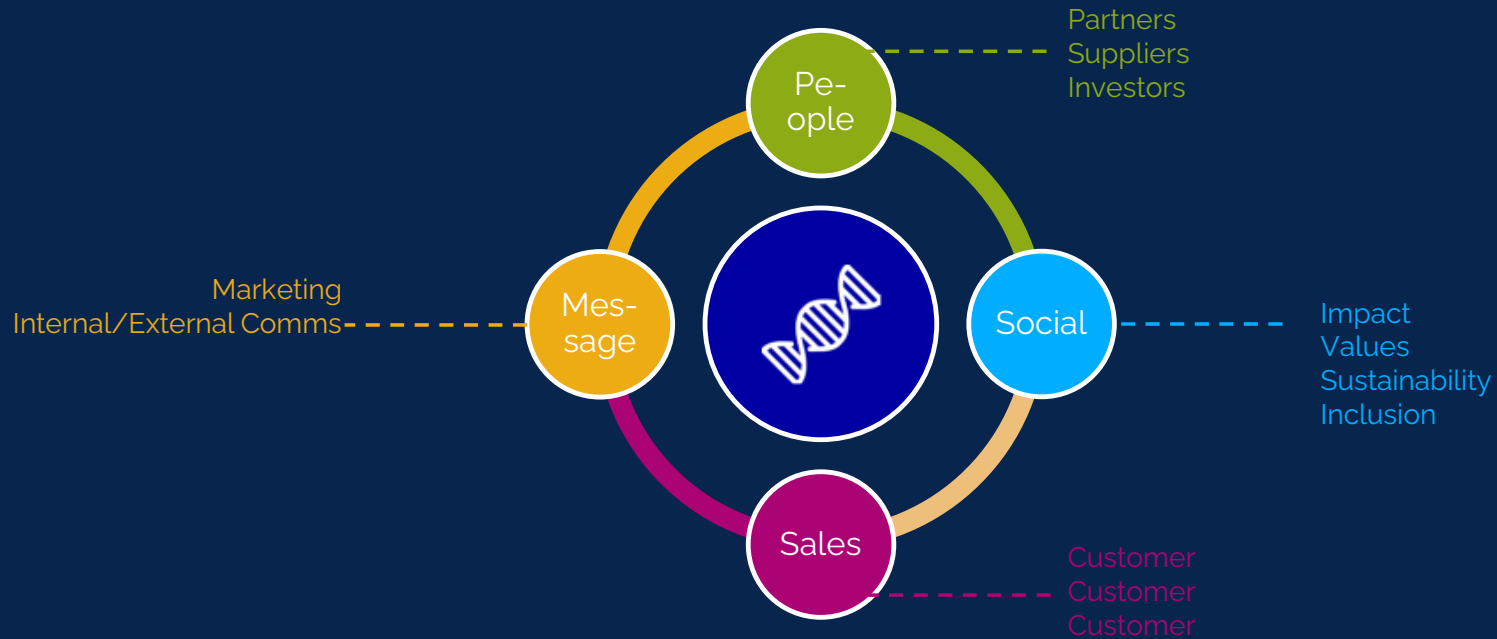 Partners
Suppliers
Investors
Pe-
ople
Marketing
Internal/External Comms
Mes-
sage
Social
Impact
Values
Sustainability
Inclusion
Sales
Customer
Customer
Customer